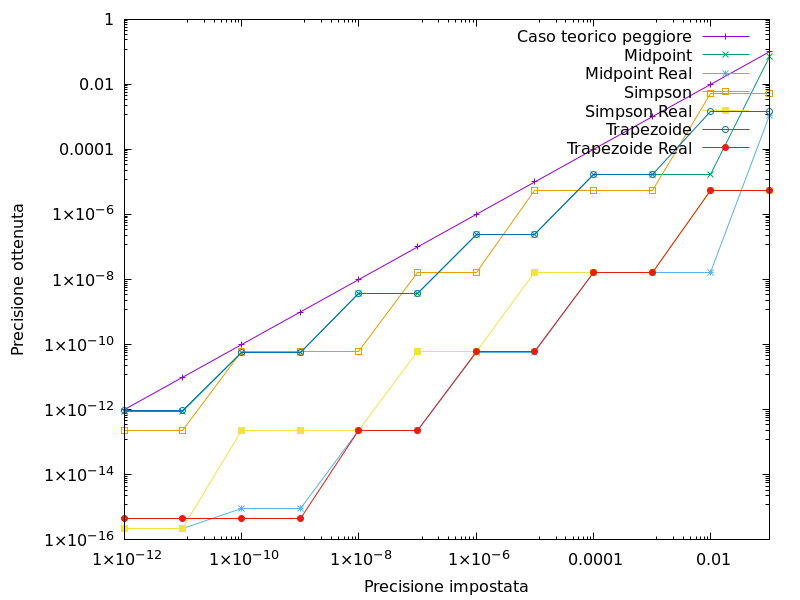 1
0.01
0.0001
1×10⁻⁶
1×10⁻⁸
1×10⁻¹⁰
1×10⁻¹²
1×10⁻¹⁴
1×10⁻¹⁶
Precisione ottenuta
Caso teorico peggiore
Midpoint
Midpoint Real
Simpson
Simpson Real
Trapezoide
Trapezoide Real
1×10⁻¹² 1×10⁻¹⁰ 1×10⁻⁸ 1×10⁻⁶ 0.0001 0.01
Precisione impostata